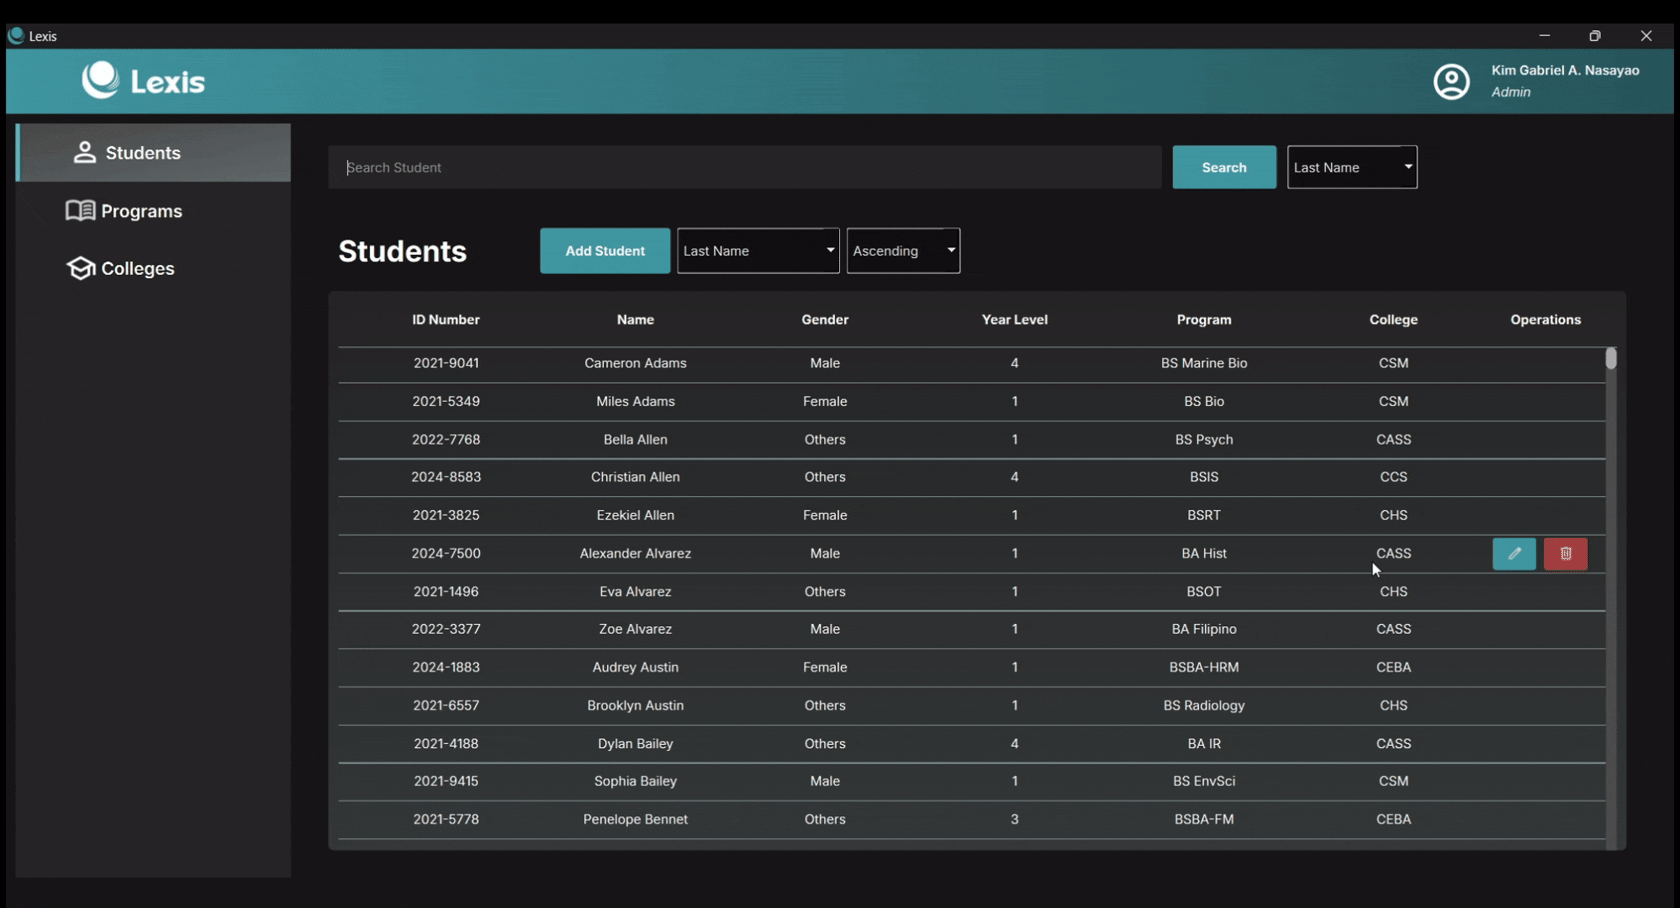 Lexis
Lexis
Kim Gabriel A. Nasayao
Admin
Students
Programs
Colleges
Search Student
Search
Last Name
Students
Add Student
Last Name
Ascending
ID Number Name Gender Year Level Program College Operations
2021-9041 Cameron Adams Male 4 BS Marine Bio CSM
2021-5349 Miles Adams Female 1 BS Bio CSM
2022-7768 Bella Allen Others 1 BS Psych CASS
2024-8583 Christian Allen Others 4 BSIS CCS
2021-3825 Ezekiel Allen Female 1 BSRT CHS
2024-7500 Alexander Alvarez Male 1 BA Hist CASS
2021-1496 Eva Alvarez Others 1 BSOT CHS
2022-3377 Zoe Alvarez Male 1 BA Filipino CASS
2024-1883 Audrey Austin Female 1 BSBA-HRM CEBA
2021-6557 Brooklyn Austin Others 1 BS Radiology CHS
2021-4188 Dylan Bailey Others 4 BA IR CASS
2021-9415 Sophia Bailey Male 1 BS EnvSci CSM
2021-5778 Penelope Bennet Others 3 BSBA-FM CEBA